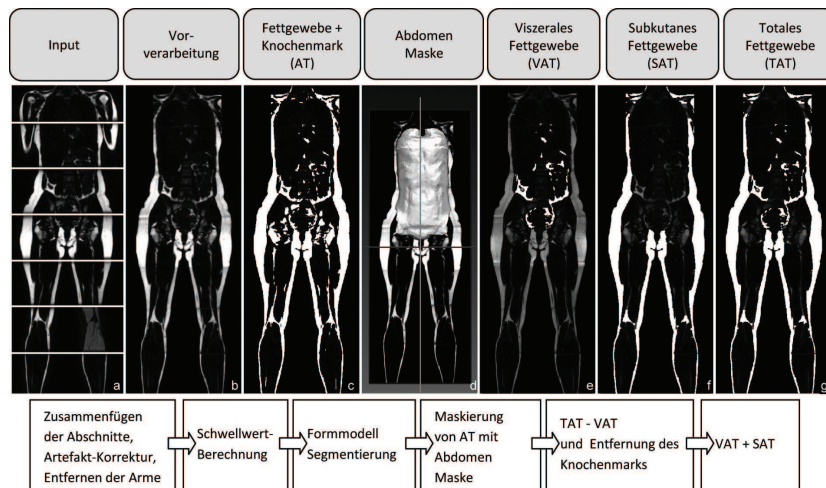 Input
Vor-
verarbeitung
Fettgewebe +
Knochenmark
(AT)
Abdomen
Maske
Viszerales
Fettgewebe
(VAT)
Subkutanes
Fettgewebe
(SAT)
Totales
Fettgewebe
(TAT)
a
b
c
d
e
f
g
Zusammenfügen
der Abschnitte,
Artefakt-Korrektur,
Entfernen der Arme
Schwellwert-
Berechnung
Formmodell
Segmentierung
Maskierung
von AT mit
Abdomen
Maske
TAT - VAT
und Entfernung des
Knochenmarks
VAT + SAT